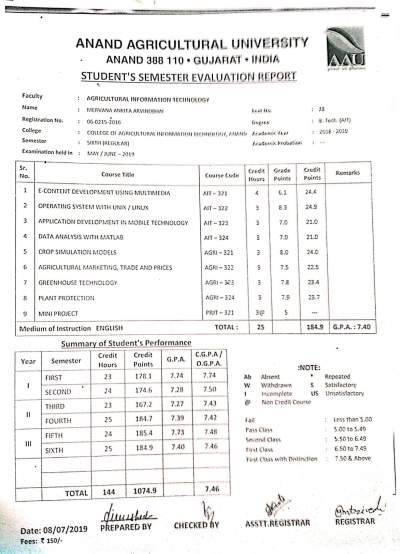 ANAND AGRICULTURAL UNIVERSITY
ANAND 388 110 • GUJARAT • INDIA
AAU
STUDENT'S SEMESTER EVALUATION REPORT
Faculty : AGRICULTURAL INFORMATION TECHNOLOGY
Name : ANKITA ARVINDBHAI Seat No. : 28
Registration No. : 06-0215-2016 Degree : B. Tech. (AIT)
College : COLLEGE OF AGRICULTURAL INFORMATION TECHNOLOGY, ANAND Academic Year : 2018 - 2019
Semester : SIXTH (REGULAR) Academic Probation : ---
Examination held in : MAY / JUNE - 2019
Sr. No. Course Title Course Code Credit Hours Grade Points Credit Points Remarks
1 E-CONTENT DEVELOPMENT USING MULTIMEDIA AIT - 321 4 6.1 24.4
2 OPERATING SYSTEM WITH UNIX / LINUX AIT - 322 3 8.3 24.9
3 APPLICATION DEVELOPMENT IN MOBILE TECHNOLOGY AIT - 323 3 7.0 21.0
4 DATA ANALYSIS WITH MATLAB AIT - 324 3 7.0 21.0
5 CROP SIMULATION MODELS AGRI - 321 3 8.0 24.0
6 AGRICULTURAL MARKETING, TRADE AND PRICES AGRI - 322 3 7.5 22.5
7 GREENHOUSE TECHNOLOGY AGRI - 323 3 7.8 23.4
8 PLANT PROTECTION AGRI - 324 3 7.9 23.7
9 MINI PROJECT PRJT - 321 3@ S ---
Medium of Instruction ENGLISH TOTAL : 25 184.9 G.P.A. : 7.40
Summary of Student's Performance
Year Semester Credit Hours Credit Points G.P.A. C.G.P.A / O.G.P.A.
I FIRST 23 178.1 7.74 7.74
SECOND 24 174.6 7.28 7.50
II THIRD 23 167.2 7.27 7.43
FOURTH 25 184.7 7.39 7.42
III FIFTH 24 185.4 7.73 7.48
SIXTH 25 184.9 7.40 7.46
TOTAL 144 1074.9 7.46
:NOTE:
Ab Absent * Repeated
W Withdrawn S Satisfactory
I Incomplete US Unsatisfactory
@ Non Credit Course
Fail : Less than 5.00
Pass Class : 5.00 to 5.49
Second Class : 5.50 to 6.49
First Class : 6.50 to 7.49
First Class with Distinction : 7.50 & Above
Date: 08/07/2019 PREPARED BY CHECKED BY ASSTT.REGISTRAR REGISTRAR
Fees: ₹ 150/-